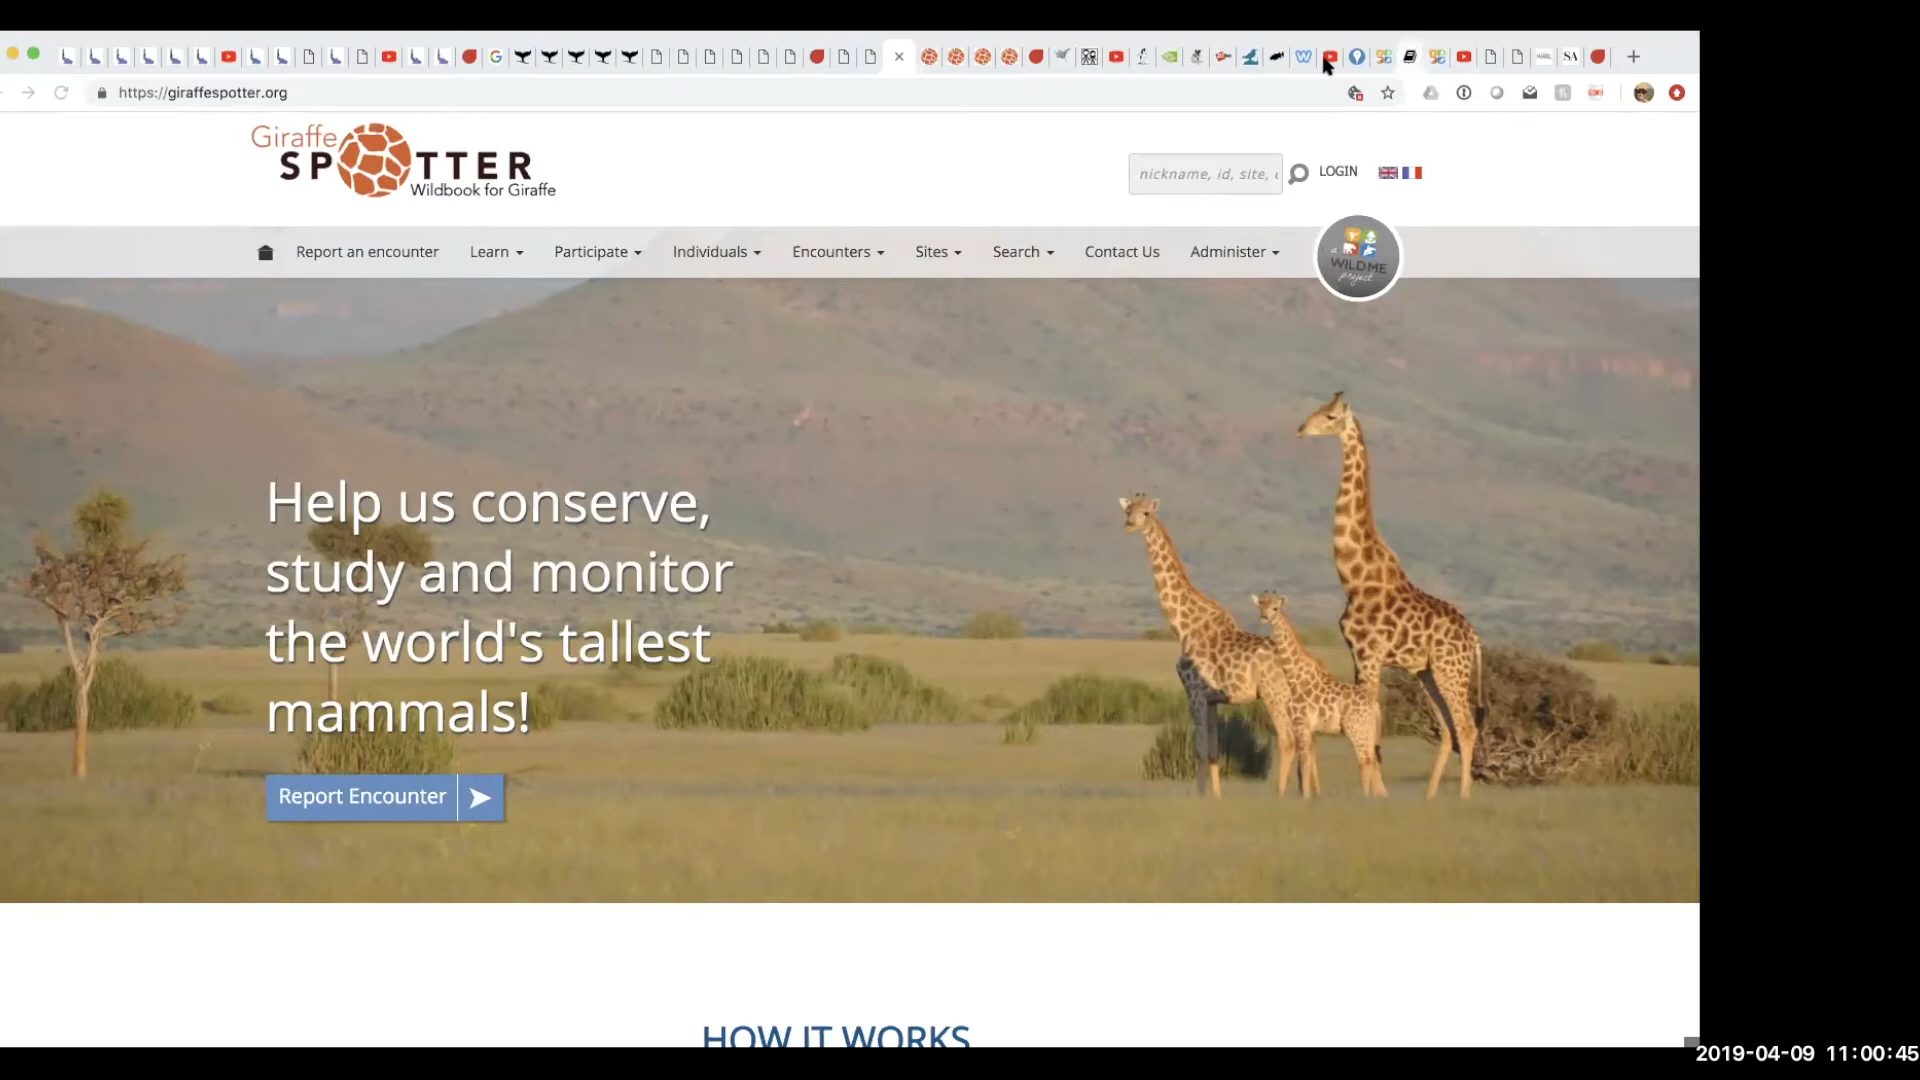 SA
https://giraffespotter.org
Giraffe
SPOTTER
Wildbook for Giraffe
nickname, id, site,
LOGIN
Report an encounter
Learn
Participate
Individuals
Encounters
Sites
Search
Contact Us
Administer
a
WILD ME
project
Help us conserve,
study and monitor
the world's tallest
mammals!
Report Encounter
HOW IT WORKS
2019-04-09 11:00:45